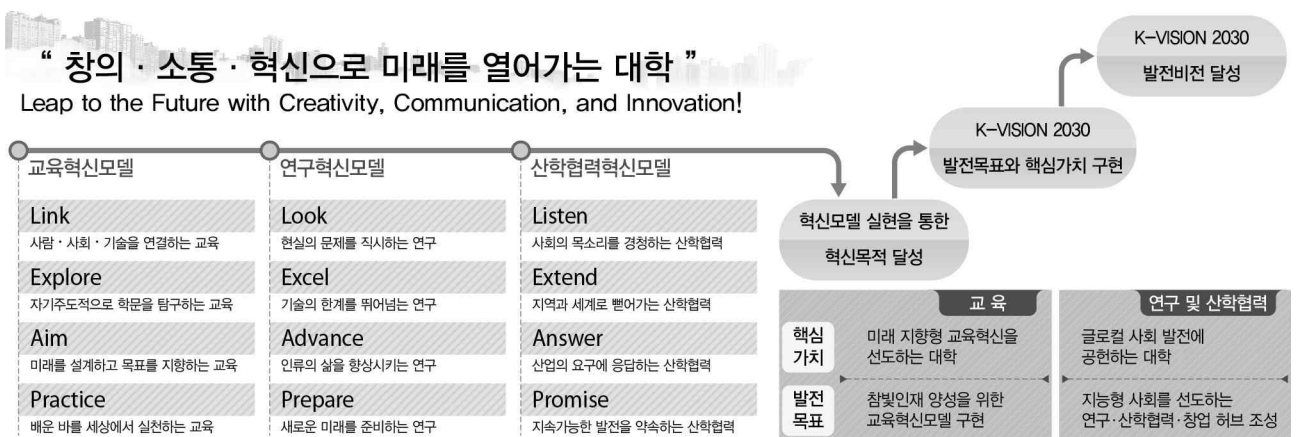 “ 창의 · 소통 · 혁신으로 미래를 열어가는 대학 ”
Leap to the Future with Creativity, Communication, and Innovation!
교육혁신모델
Link
사람 · 사회 · 기술을 연결하는 교육
Explore
자기주도적으로 학문을 탐구하는 교육
Aim
미래를 설계하고 목표를 지향하는 교육
Practice
배운 바를 세상에서 실천하는 교육
연구혁신모델
Look
현실의 문제를 직시하는 연구
Excel
기술의 한계를 뛰어넘는 연구
Advance
인류의 삶을 향상시키는 연구
Prepare
새로운 미래를 준비하는 연구
산학협력혁신모델
Listen
사회의 목소리를 경청하는 산학협력
Extend
지역과 세계로 뻗어가는 산학협력
Answer
산업의 요구에 응답하는 산학협력
Promise
지속가능한 발전을 약속하는 산학협력
혁신모델 실현을 통한
혁신목적 달성
K-VISION 2030
발전목표와 핵심가치 구현
K-VISION 2030
발전비전 달성
교 육
연구 및 산학협력
핵심
가치
미래 지향형 교육혁신을
선도하는 대학
글로컬 사회 발전에
공헌하는 대학
발전
목표
참빛인재 양성을 위한
교육혁신모델 구현
지능형 사회를 선도하는
연구·산학협력·창업 허브 조성